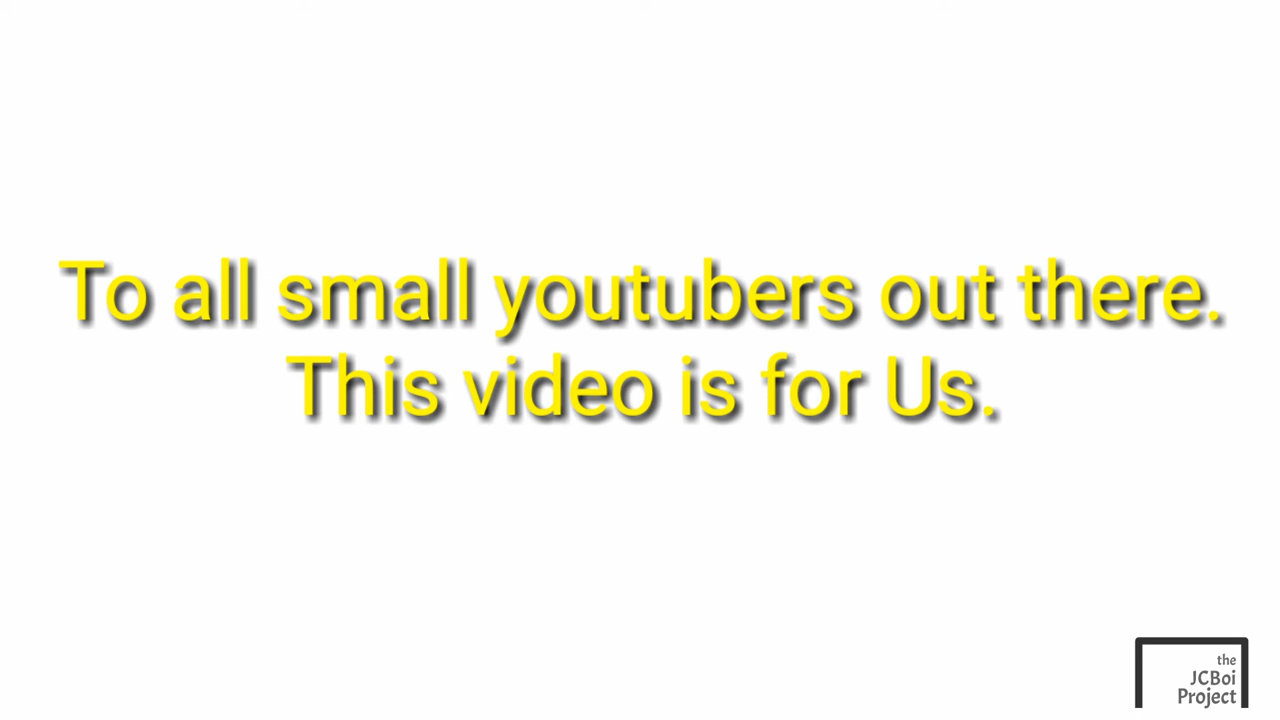 To all small youtubers out there.
This video is for Us.
the
JCBoi
Project